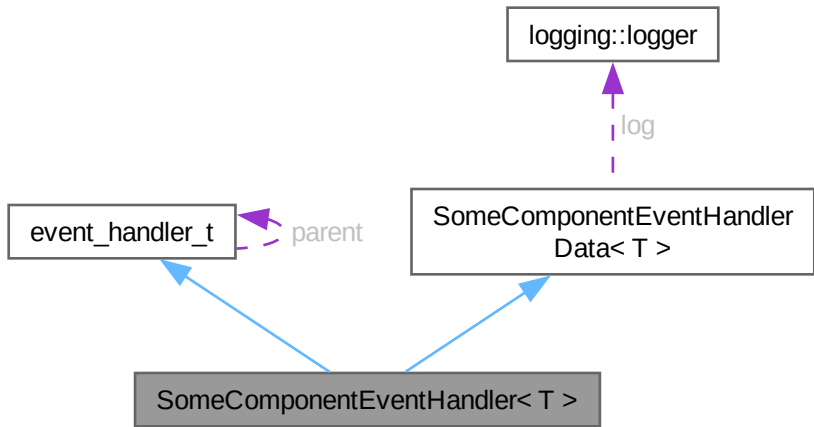 logging::logger
log
SomeComponentEventHandler
Data< T >
event_handler_t
parent
SomeComponentEventHandler< T >